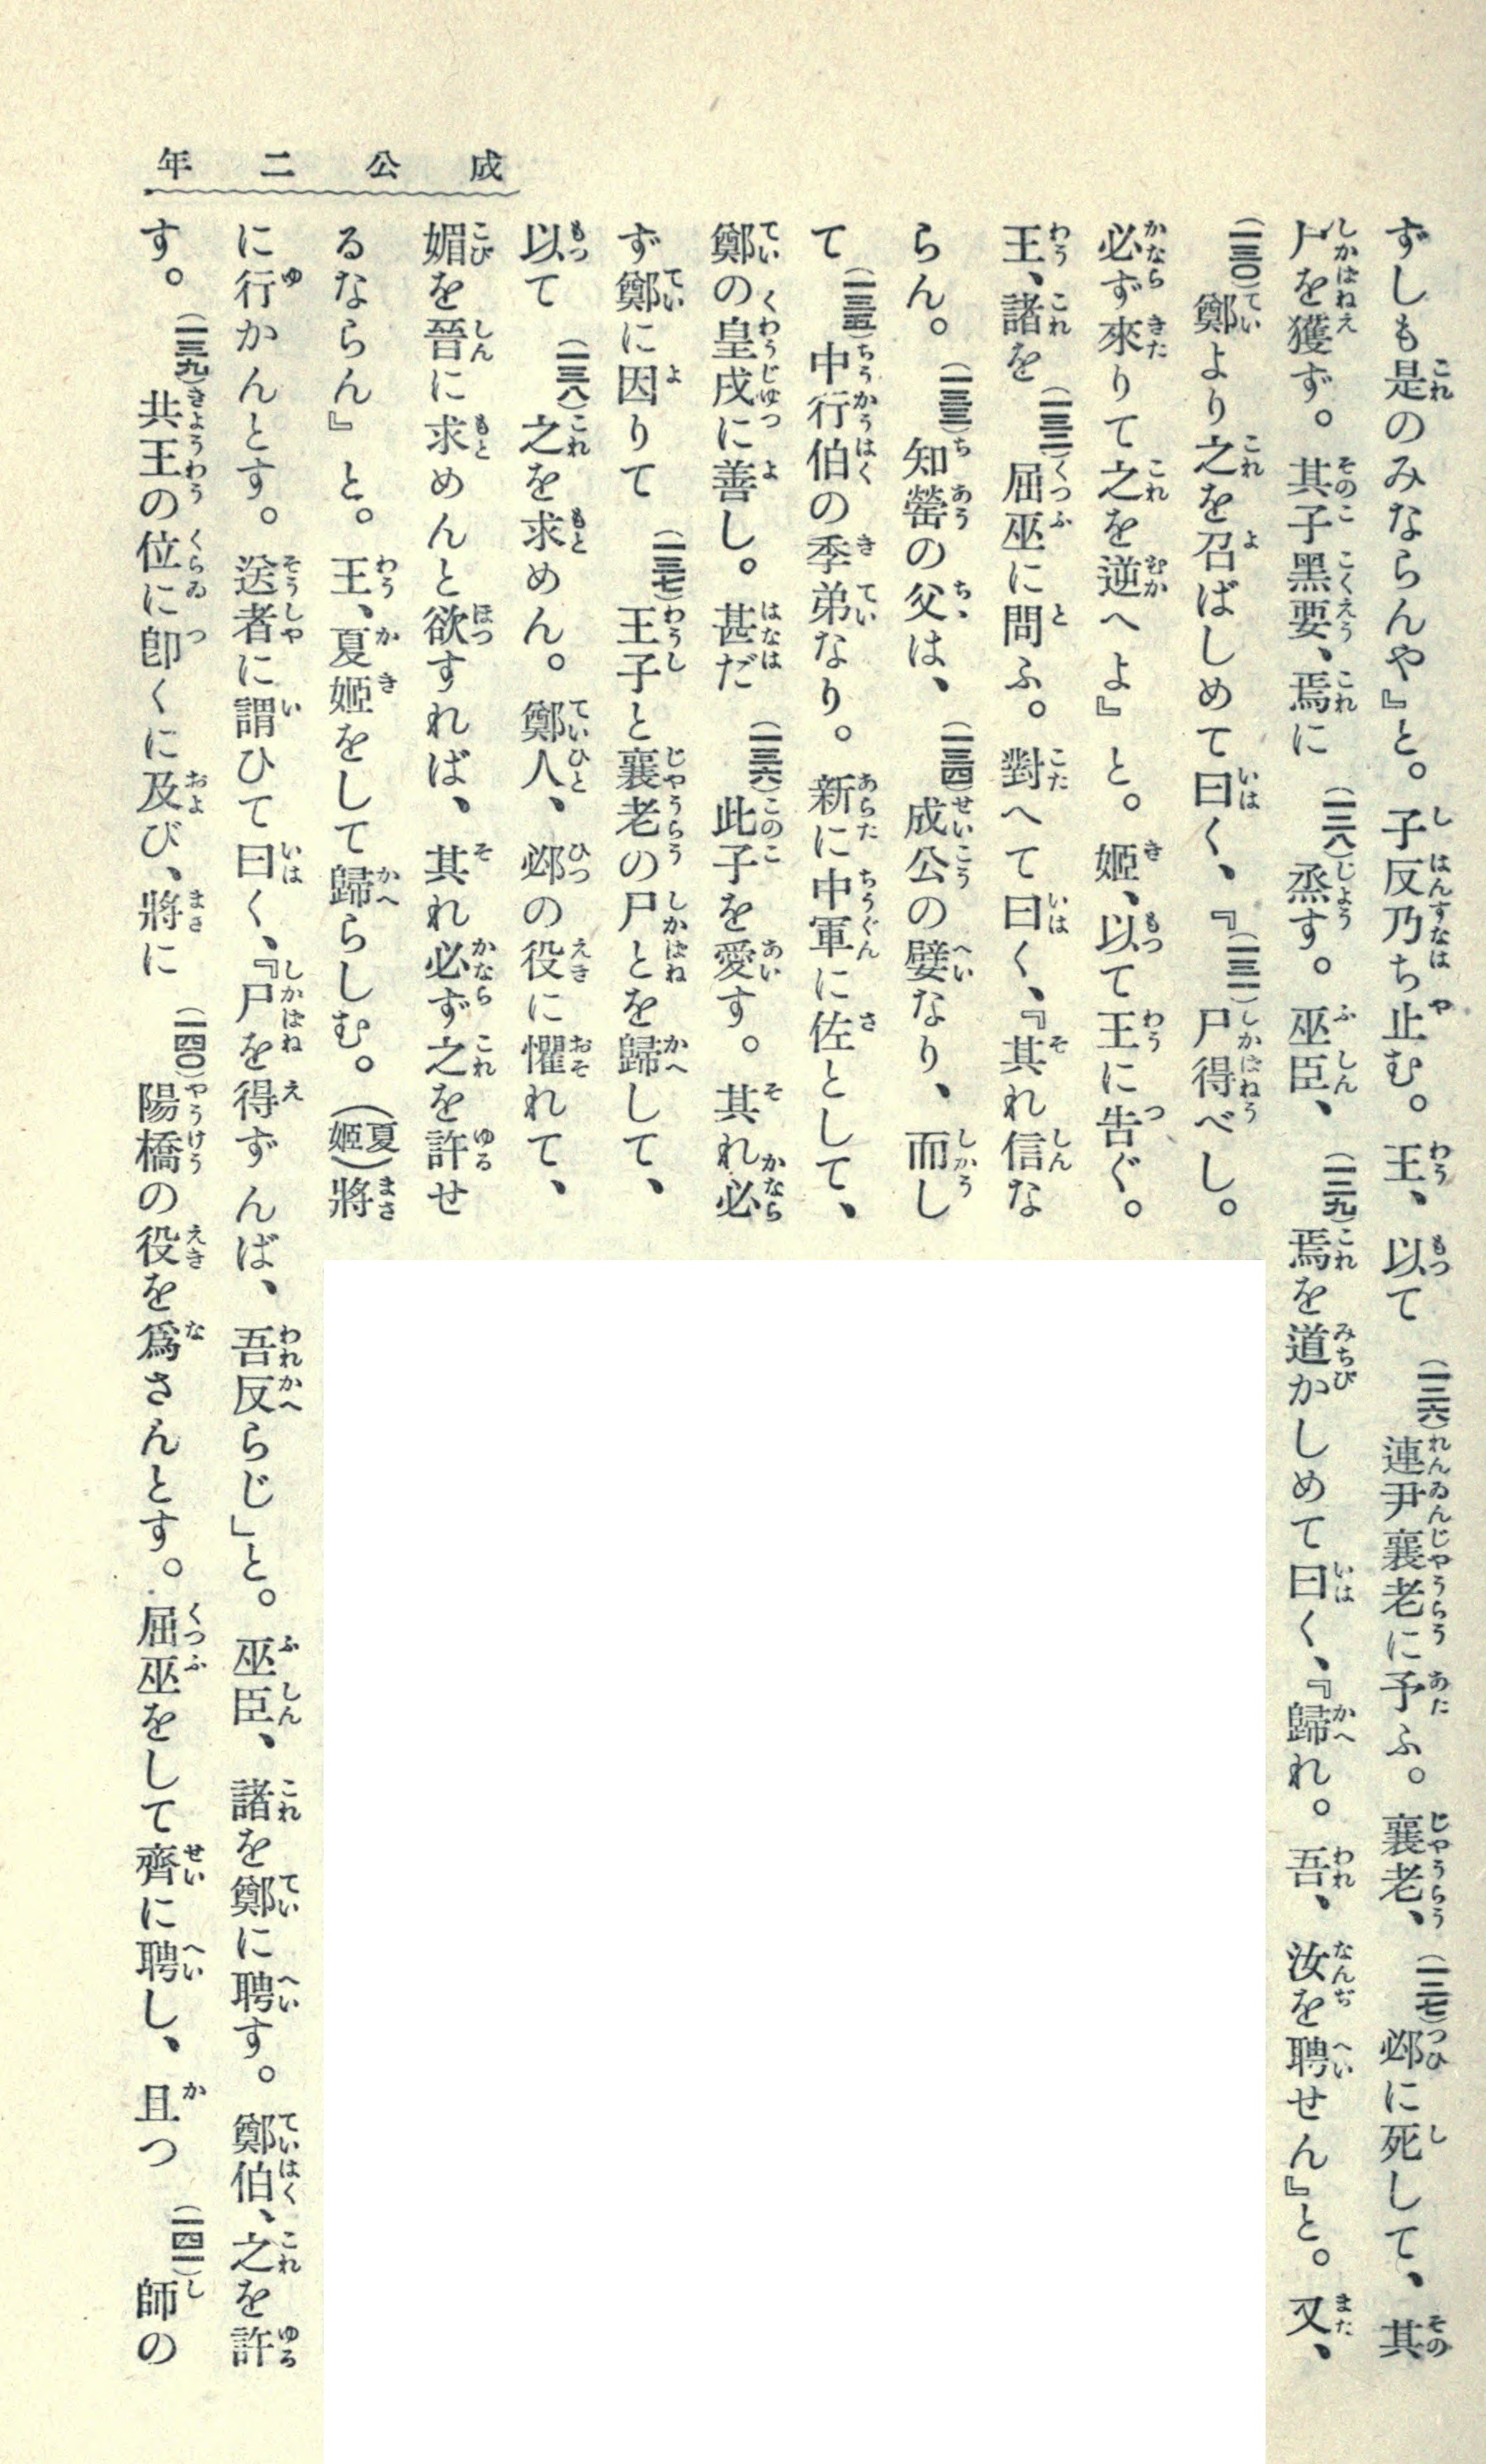 成公二年
ずしも是のみならんや』と。子反乃ち止む。王、以て(一二六)連尹襄老に予ふ。襄老、(一二七)邲に死して、其
尸を獲ず。其子黑要、焉に(一二八)烝す。巫臣、(一二九)焉を道かしめて曰く、『歸れ。吾、汝を聘せん』と。又、
(一三〇)鄭より之を召ばしめて曰く、『(一三一)尸得べし。
必ず來りて之を逆へよ』と。姬、以て王に告ぐ。
王、諸を(一三二)屈巫に問ふ。對へて曰く、『其れ信な
らん。(一三三)知罃の父は、(一三四)成公の嬖なり、而し
て(一三五)中行伯の季弟なり。新に中軍に佐として、
鄭の皇戌に善し。甚だ(一三六)此子を愛す。其れ必
ず鄭に因りて(一三七)王子と襄老の尸とを歸して、
以て(一三八)之を求めん。鄭人、邲の役に懼れて、
媚を晉に求めんと欲すれば、其れ必ず之を許せ
るならん』と。王、夏姬をして歸らしむ。(夏姬)將
に行かんとす。送者に謂ひて曰く、『尸を得ずんば、吾反らじ」と。巫臣、諸を鄭に聘す。鄭伯、之を許
す。(一三九)共王の位に卽くに及び、將に(一四〇)陽橋の役を爲さんとす。屈巫をして齊に聘し、且つ(一四一)師の